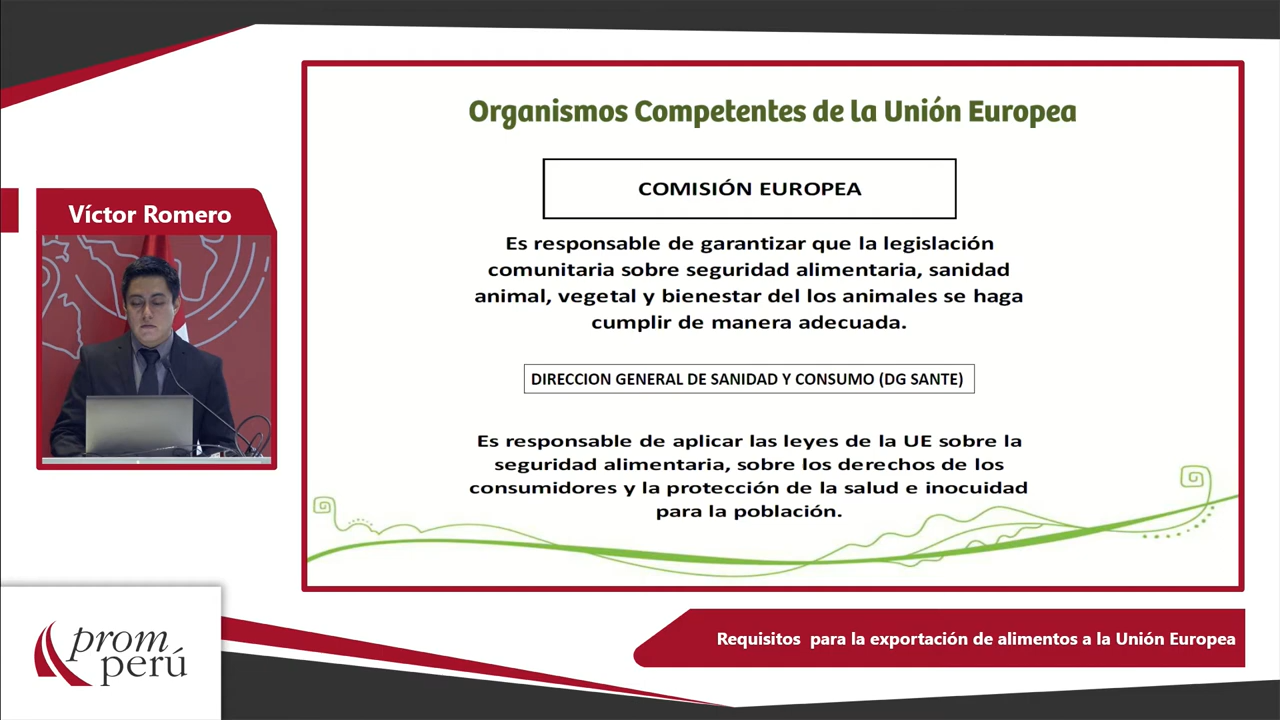 Organismos Competentes de la Unión Europea
COMISIÓN EUROPEA
Es responsable de garantizar que la legislación
comunitaria sobre seguridad alimentaria, sanidad
animal, vegetal y bienestar del los animales se haga
cumplir de manera adecuada.
DIRECCION GENERAL DE SANIDAD Y CONSUMO (DG SANTE)
Es responsable de aplicar las leyes de la UE sobre la
seguridad alimentaria, sobre los derechos de los
consumidores y la protección de la salud e inocuidad
para la población.
Víctor Romero
prom
perú
Requisitos para la exportación de alimentos a la Unión Europea